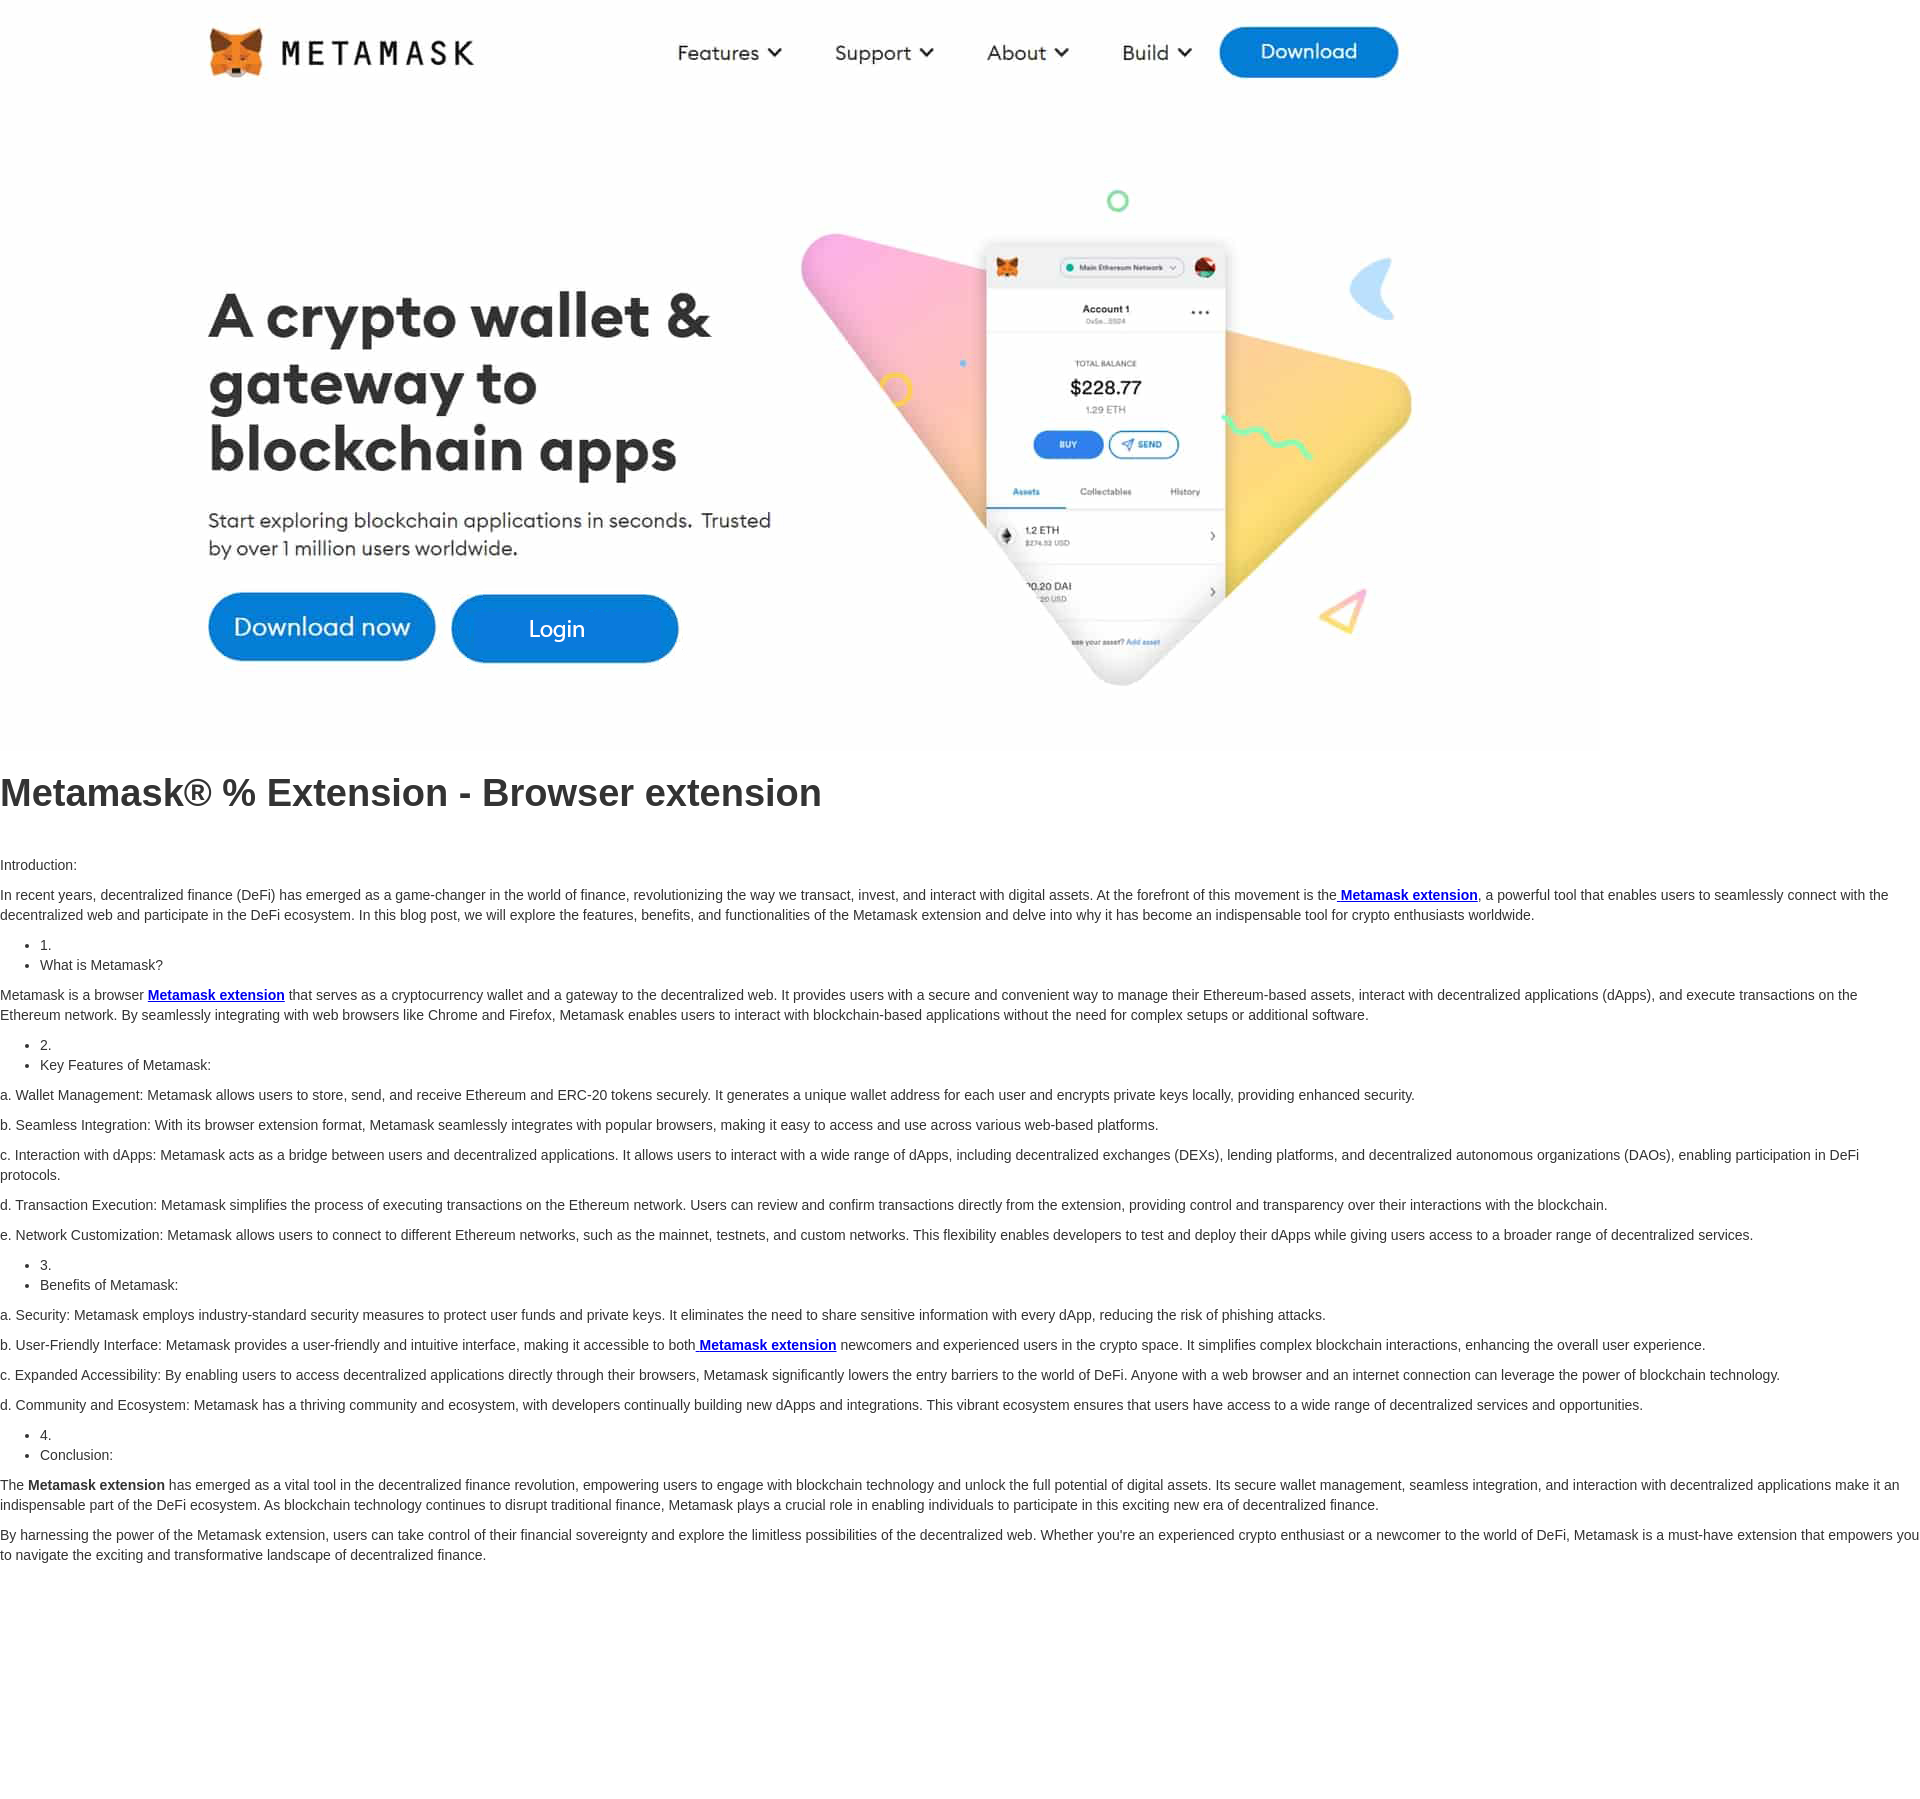 METAMASK
Features
Support
About
Build
Download
Main Ethereum Network
Account 1
TOTAL BALANCE
$228.77
1.29 ETH
BUY
SEND
Assets
Collectables
History
1.2 ETH
$274.93 USD
20 USD
see your asset? Add asset
A crypto wallet &
gateway to
blockchain apps
Start exploring blockchain applications in seconds. Trusted
by over 1 million users worldwide.
Download now
Login
Metamask® % Extension - Browser extension
Introduction:
In recent years, decentralized finance (DeFi) has emerged as a game-changer in the world of finance, revolutionizing the way we transact, invest, and interact with digital assets. At the forefront of this movement is the Metamask extension, a powerful tool that enables users to seamlessly connect with the
decentralized web and participate in the DeFi ecosystem. In this blog post, we will explore the features, benefits, and functionalities of the Metamask extension and delve into why it has become an indispensable tool for crypto enthusiasts worldwide.
• 1.
• What is Metamask?
Metamask is a browser Metamask extension that serves as a cryptocurrency wallet and a gateway to the decentralized web. It provides users with a secure and convenient way to manage their Ethereum-based assets, interact with decentralized applications (dApps), and execute transactions on the
Ethereum network. By seamlessly integrating with web browsers like Chrome and Firefox, Metamask enables users to interact with blockchain-based applications without the need for complex setups or additional software.
• 2.
• Key Features of Metamask:
a. Wallet Management: Metamask allows users to store, send, and receive Ethereum and ERC-20 tokens securely. It generates a unique wallet address for each user and encrypts private keys locally, providing enhanced security.
b. Seamless Integration: With its browser extension format, Metamask seamlessly integrates with popular browsers, making it easy to access and use across various web-based platforms.
c. Interaction with dApps: Metamask acts as a bridge between users and decentralized applications. It allows users to interact with a wide range of dApps, including decentralized exchanges (DEXs), lending platforms, and decentralized autonomous organizations (DAOs), enabling participation in DeFi
protocols.
d. Transaction Execution: Metamask simplifies the process of executing transactions on the Ethereum network. Users can review and confirm transactions directly from the extension, providing control and transparency over their interactions with the blockchain.
e. Network Customization: Metamask allows users to connect to different Ethereum networks, such as the mainnet, testnets, and custom networks. This flexibility enables developers to test and deploy their dApps while giving users access to a broader range of decentralized services.
• 3.
• Benefits of Metamask:
a. Security: Metamask employs industry-standard security measures to protect user funds and private keys. It eliminates the need to share sensitive information with every dApp, reducing the risk of phishing attacks.
b. User-Friendly Interface: Metamask provides a user-friendly and intuitive interface, making it accessible to both Metamask extension newcomers and experienced users in the crypto space. It simplifies complex blockchain interactions, enhancing the overall user experience.
c. Expanded Accessibility: By enabling users to access decentralized applications directly through their browsers, Metamask significantly lowers the entry barriers to the world of DeFi. Anyone with a web browser and an internet connection can leverage the power of blockchain technology.
d. Community and Ecosystem: Metamask has a thriving community and ecosystem, with developers continually building new dApps and integrations. This vibrant ecosystem ensures that users have access to a wide range of decentralized services and opportunities.
• 4.
• Conclusion:
The Metamask extension has emerged as a vital tool in the decentralized finance revolution, empowering users to engage with blockchain technology and unlock the full potential of digital assets. Its secure wallet management, seamless integration, and interaction with decentralized applications make it an
indispensable part of the DeFi ecosystem. As blockchain technology continues to disrupt traditional finance, Metamask plays a crucial role in enabling individuals to participate in this exciting new era of decentralized finance.
By harnessing the power of the Metamask extension, users can take control of their financial sovereignty and explore the limitless possibilities of the decentralized web. Whether you're an experienced crypto enthusiast or a newcomer to the world of DeFi, Metamask is a must-have extension that empowers you
to navigate the exciting and transformative landscape of decentralized finance.